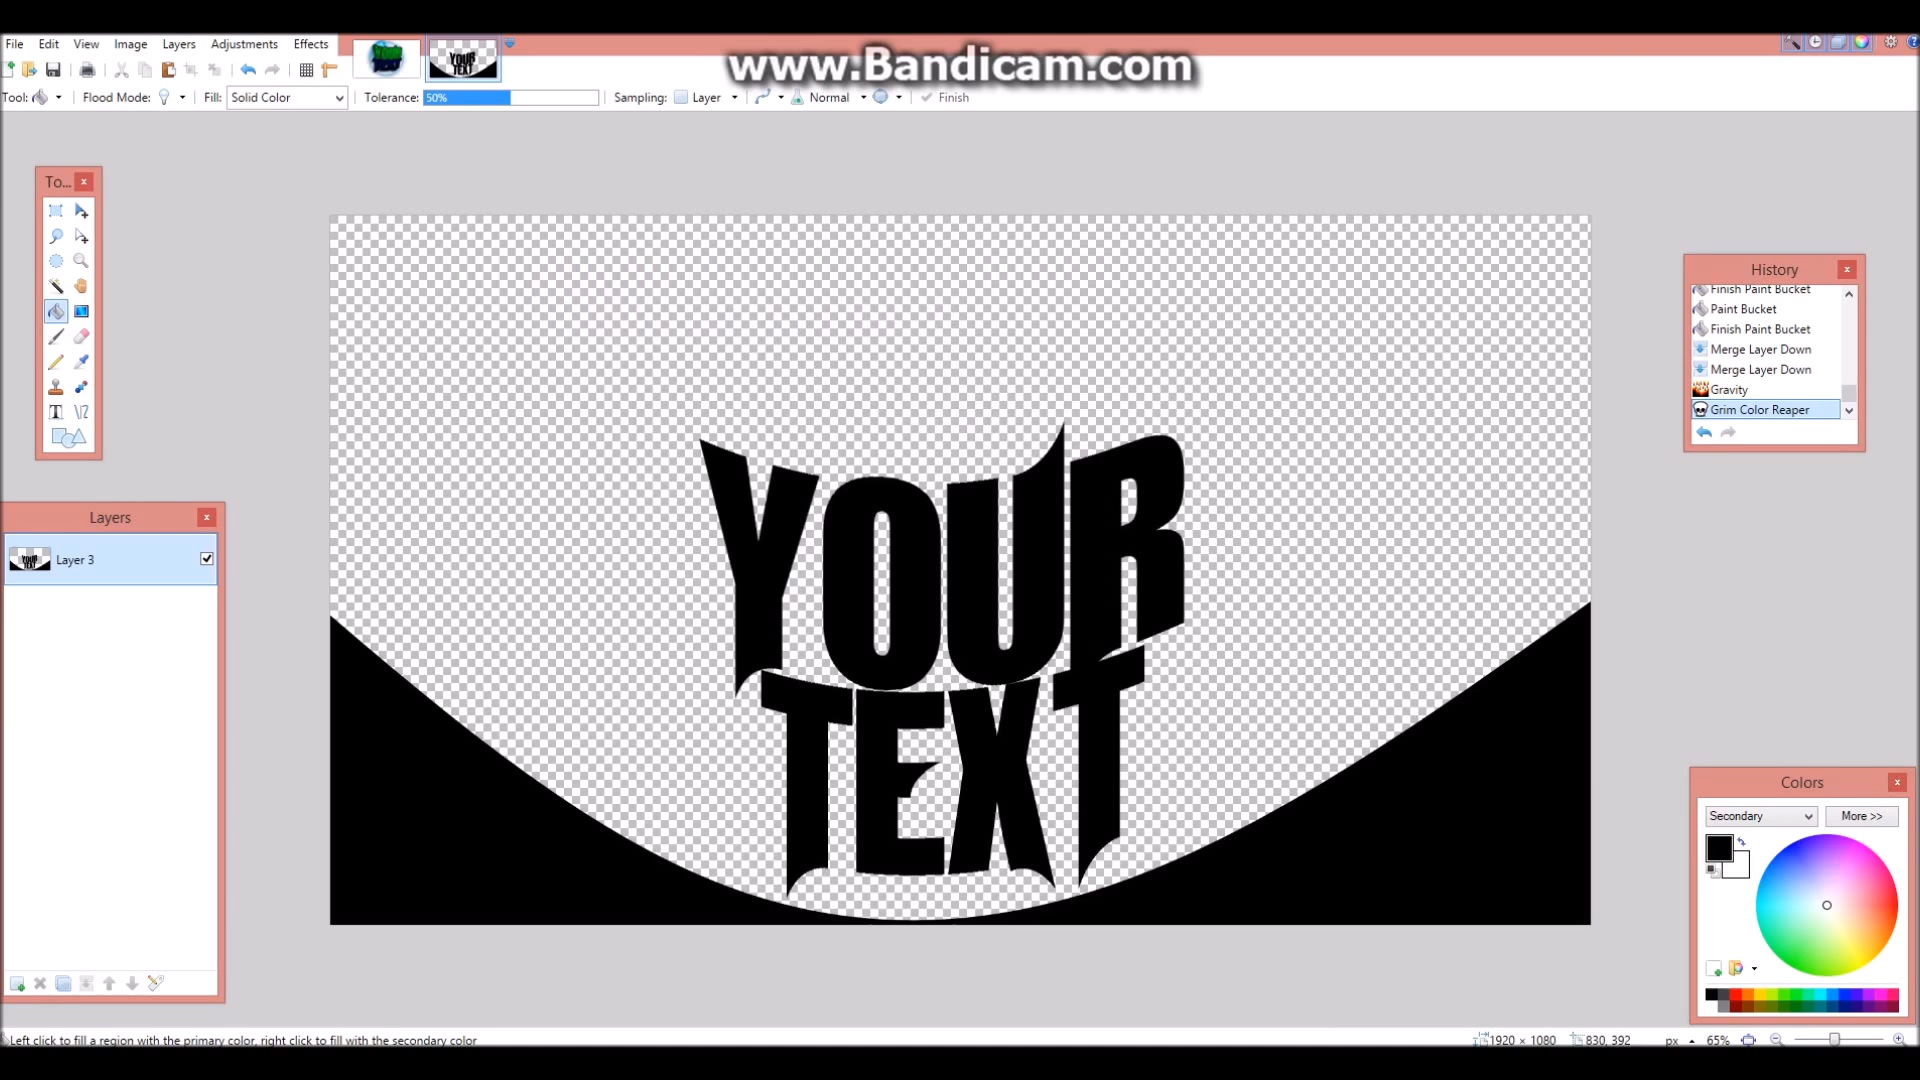 File Edit View Image Layers Adjustments Effects
www.Bandicam.com
Tool: Flood Mode: Fill: Solid Color Tolerance: 50% Sampling: Layer Normal Finish
To...
History
Finish Paint Bucket
Paint Bucket
Finish Paint Bucket
Merge Layer Down
Merge Layer Down
Gravity
Grim Color Reaper
YOUR
TEXT
Layers
Layer 3
Colors
Secondary More >>
Left click to fill a region with the primary color, right click to fill with the secondary color
1920 × 1080 830, 392 px 65%